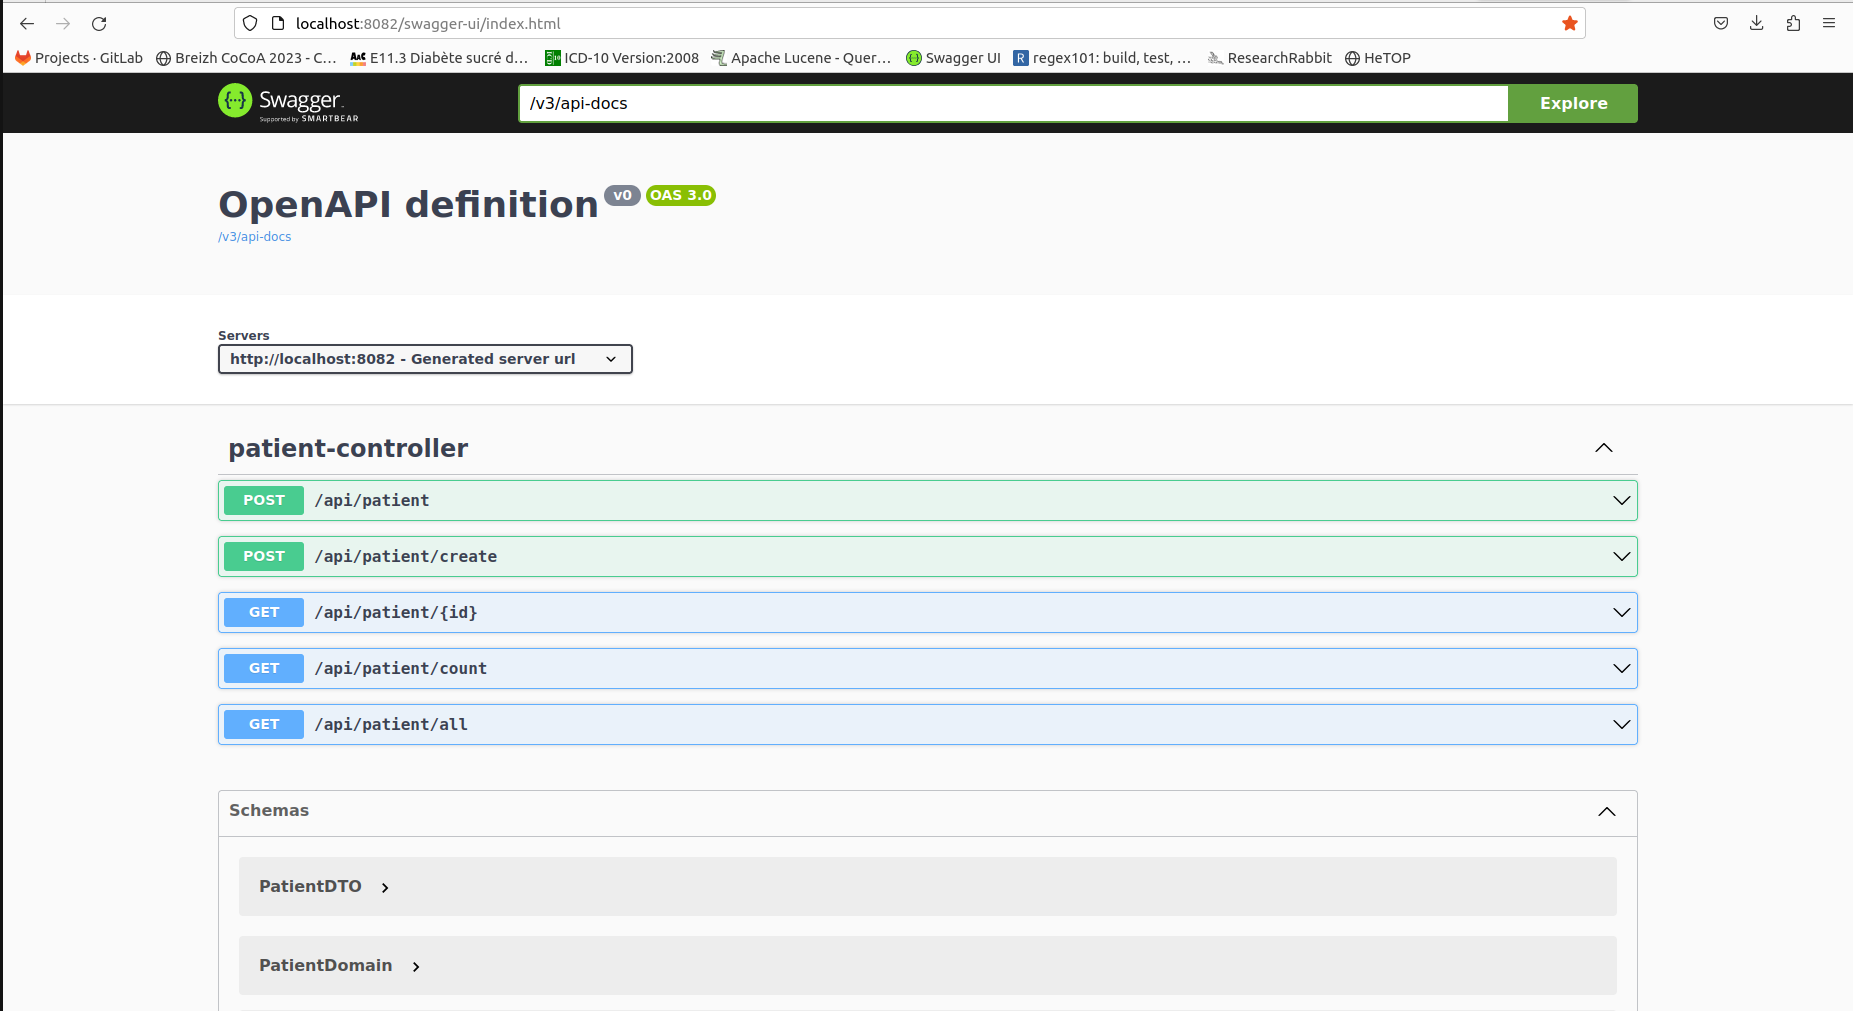 localhost:8082/swagger-ui/index.html
Projects · GitLab
Breizh CoCoA 2023 - C...
AaC E11.3 Diabète sucré d...
10 ICD-10 Version:2008
Apache Lucene - Quer...
{··} Swagger UI
R regex101: build, test, ...
ResearchRabbit
HeTOP
{···} Swagger.
Supported by SMARTBEAR
/v3/api-docs
Explore
OpenAPI definition v0 OAS 3.0
/v3/api-docs
Servers
http://localhost:8082 - Generated server url
patient-controller
POST /api/patient
POST /api/patient/create
GET /api/patient/{id}
GET /api/patient/count
GET /api/patient/all
Schemas
PatientDTO
PatientDomain